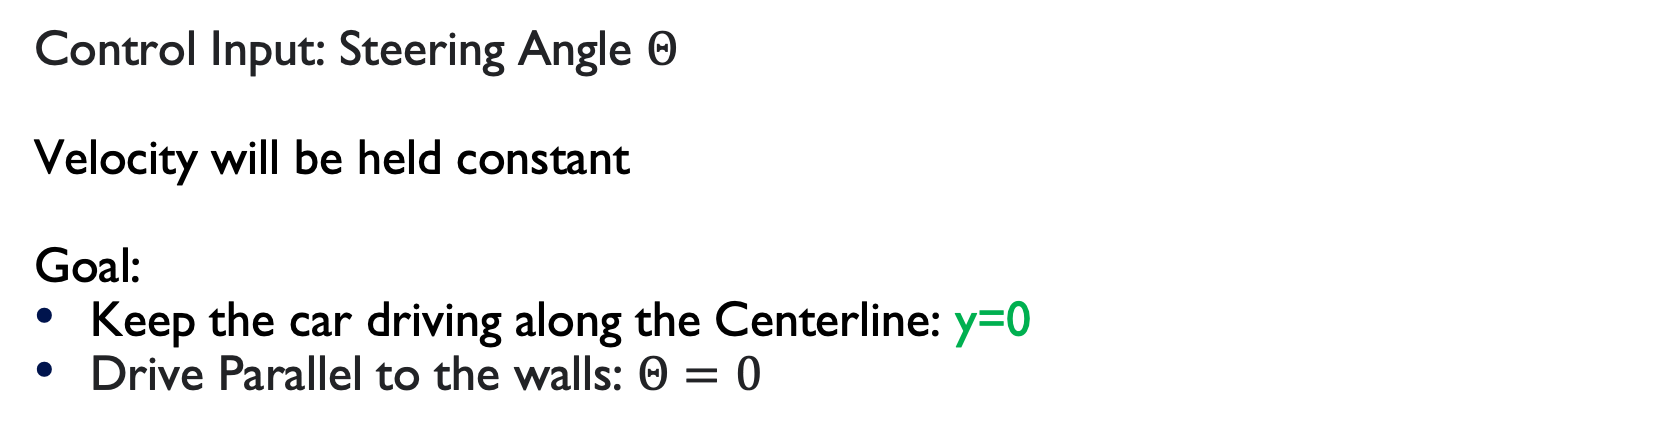 Control Input: Steering Angle Θ
Velocity will be held constant
Goal:
• Keep the car driving along the Centerline: y=0
• Drive Parallel to the walls: Θ = 0